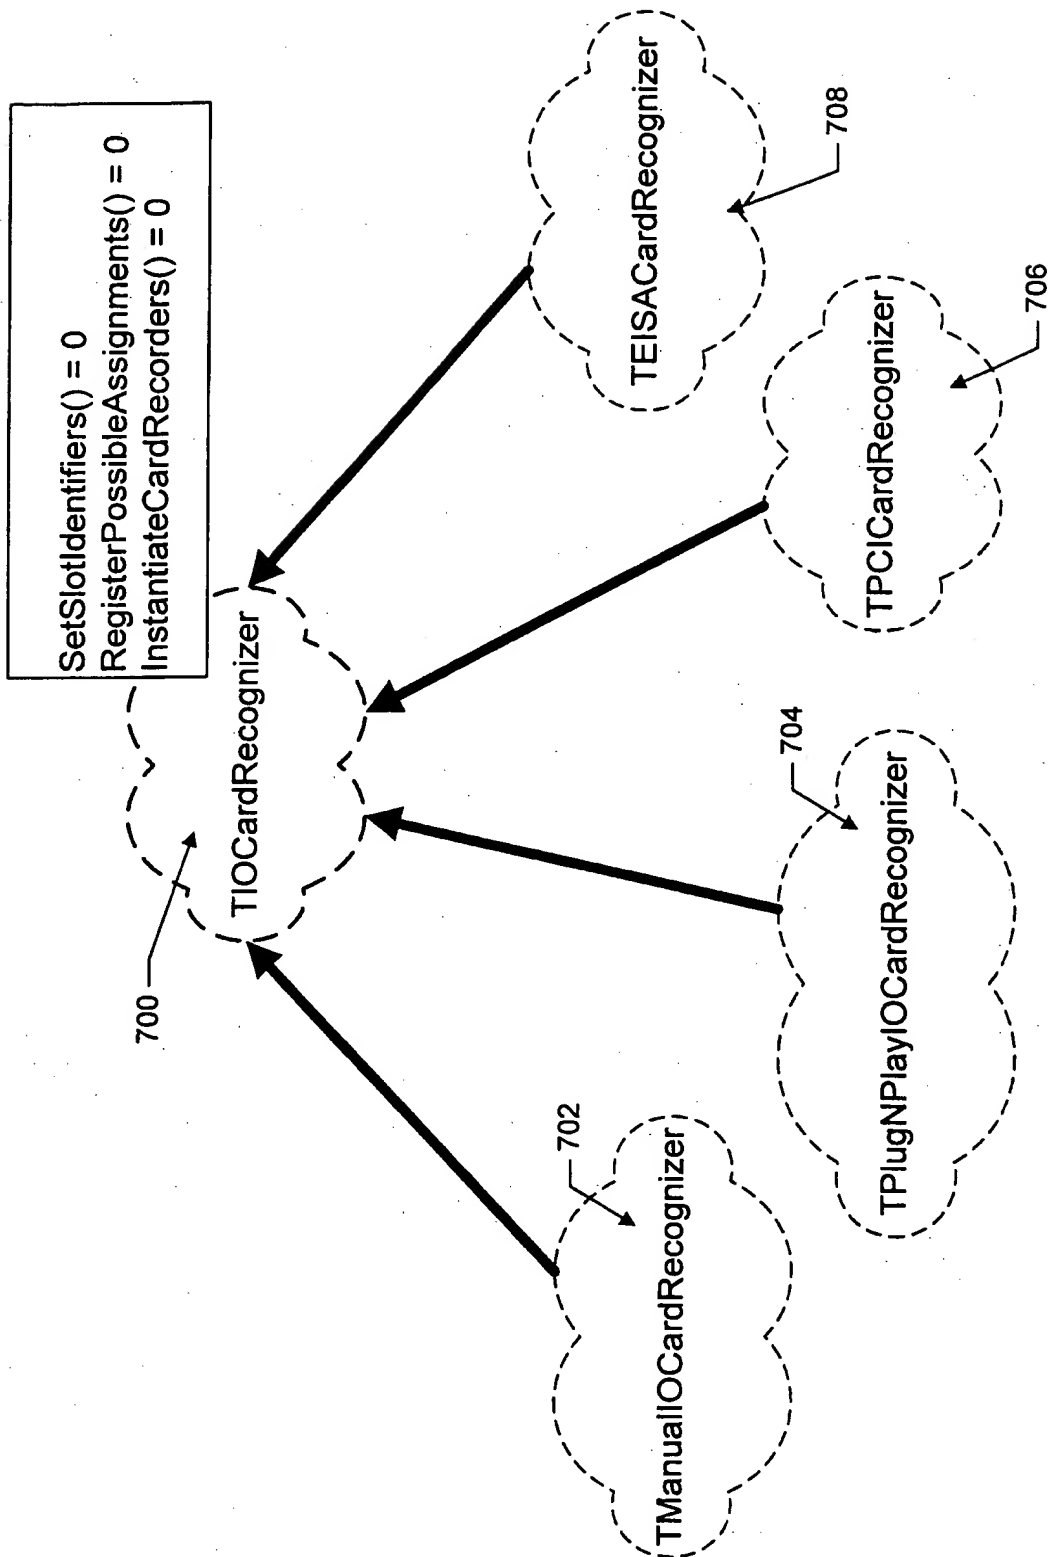 SetSlotIdentifiers() = 0
RegisterPossibleAssignments() = 0
InstantiateCardRecorders() = 0
TIOCardRecognizer
700
702
TManualIOCardRecognizer
704
TPlugNPlayIOCardRecognizer
TPCICardRecognizer
706
TEISACardRecognizer
708